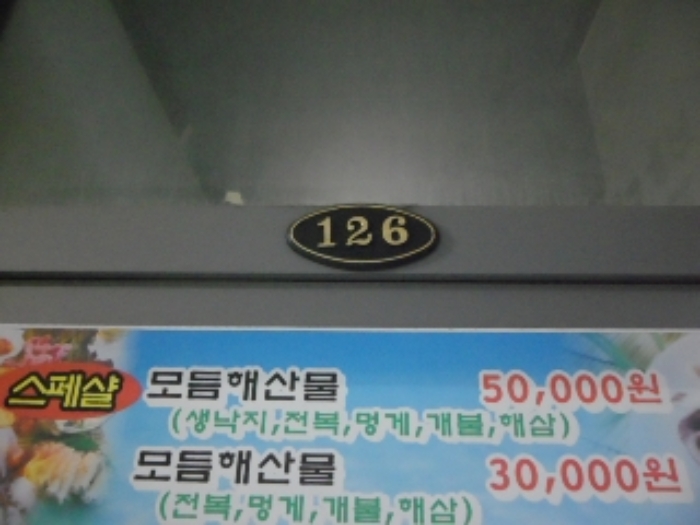 126
스페샬 모듬해산물 50,000원
(생낙지,전복,멍게,개불,해삼)
모듬해산물 30,000원
(전복,멍게,개불,해삼)